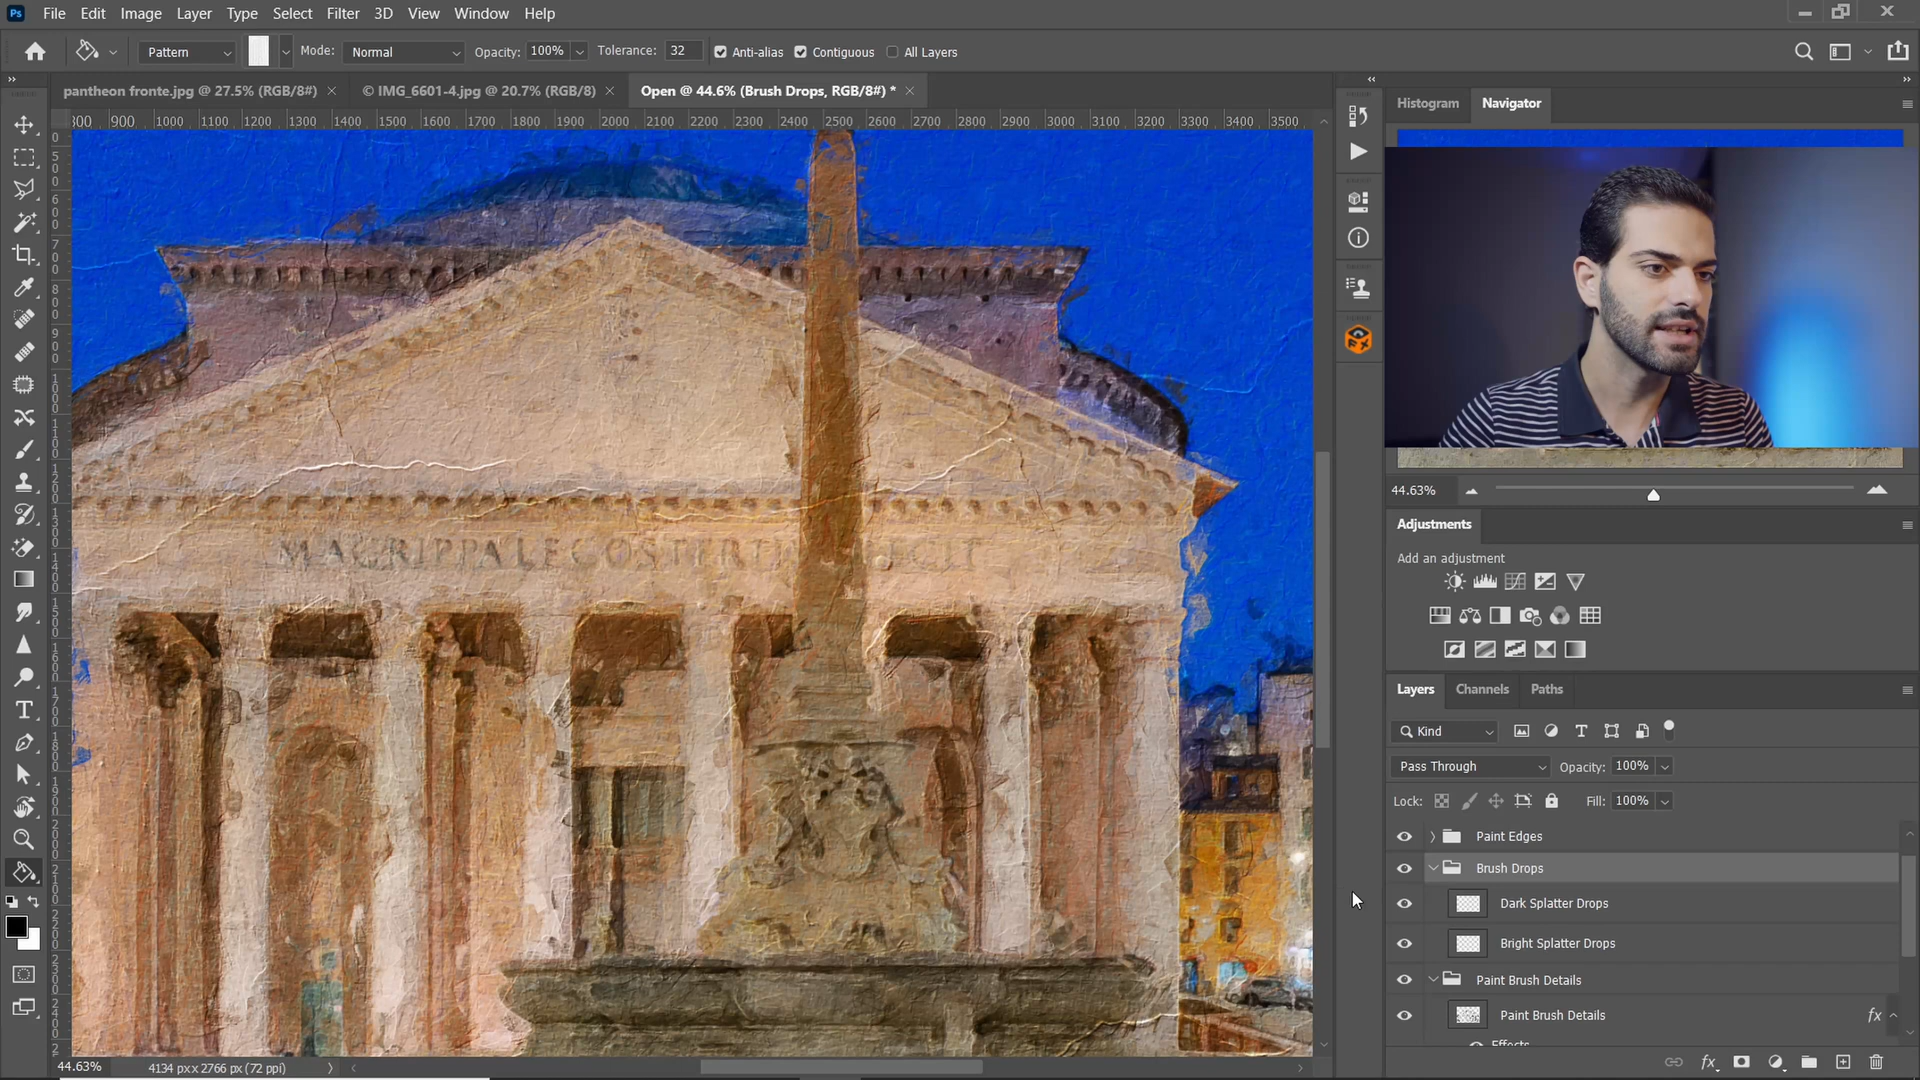 Ps File Edit Image Layer Type Select Filter 3D View Window Help
Pattern Mode: Normal Opacity: 100% Tolerance: 32 Anti-alias Contiguous All Layers
pantheon fronte.jpg @ 27.5% (RGB/8#) © IMG_6601-4.jpg @ 20.7% (RGB/8) Open @ 44.6% (Brush Drops, RGB/8#) *
900 1000 1100 1200 1300 1400 1500 1600 1700 1800 1900 2000 2100 2200 2300 2400 2500 2600 2700 2800 2900 3000 3100 3200 3300 3400 3500
Histogram Navigator
44.63%
Adjustments
Add an adjustment
Layers Channels Paths
Kind
Pass Through Opacity: 100%
Lock: Fill: 100%
Paint Edges
Brush Drops
Dark Splatter Drops
Bright Splatter Drops
Paint Brush Details
Paint Brush Details fx
Effects
44.63% 4134 px x 2766 px (72 ppi)
fx